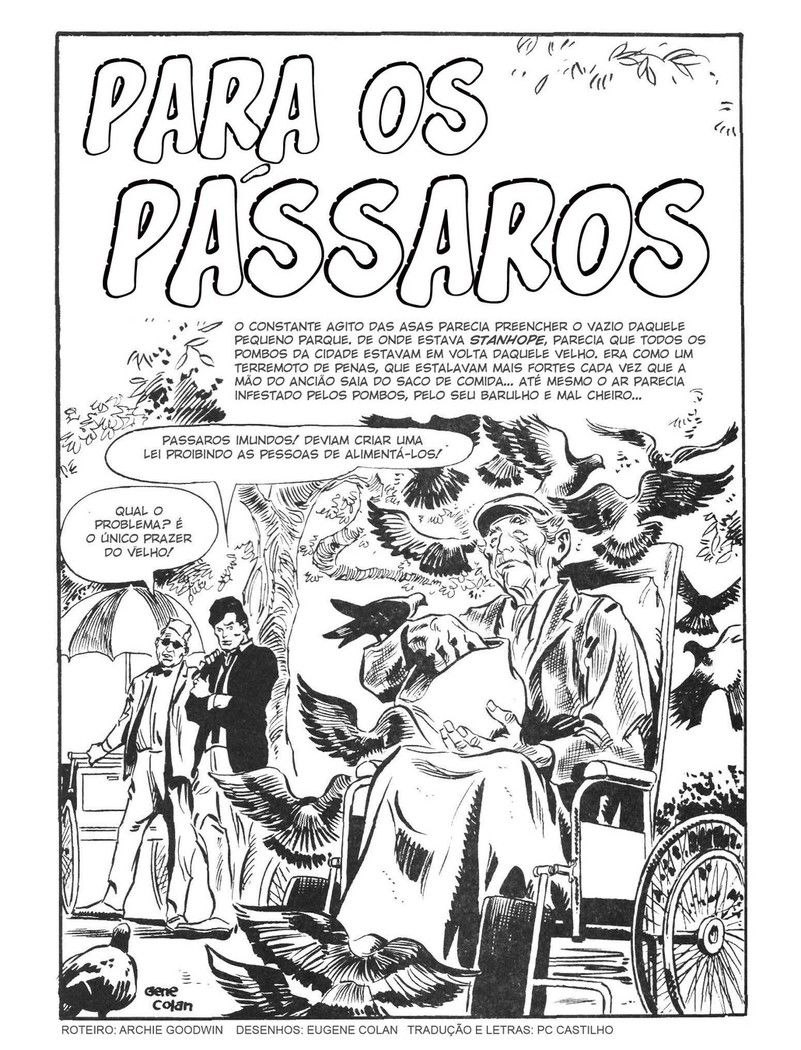 PARA OS
PÁSSAROS
O CONSTANTE AGITO DAS ASAS PARECIA PREENCHER O VAZIO DAQUELE
PEQUENO PARQUE. DE ONDE ESTAVA STANHOPE, PARECIA QUE TODOS OS
POMBOS DA CIDADE ESTAVAM EM VOLTA DAQUELE VELHO. ERA COMO UM
TERREMOTO DE PENAS, QUE ESTALAVAM MAIS FORTES CADA VEZ QUE A
MÃO DO ANCIÃO SAIA DO SACO DE COMIDA... ATÉ MESMO O AR PARECIA
INFESTADO PELOS POMBOS, PELO SEU BARULHO E MAL CHEIRO...
PASSAROS IMUNDOS! DEVIAM CRIAR UMA
LEI PROIBINDO AS PESSOAS DE ALIMENTÁ-LOS!
QUAL O
PROBLEMA? É
O ÚNICO PRAZER
DO VELHO!
GENE
COLAN
ROTEIRO: ARCHIE GOODWIN DESENHOS: EUGENE COLAN TRADUÇÃO E LETRAS: PC CASTILHO